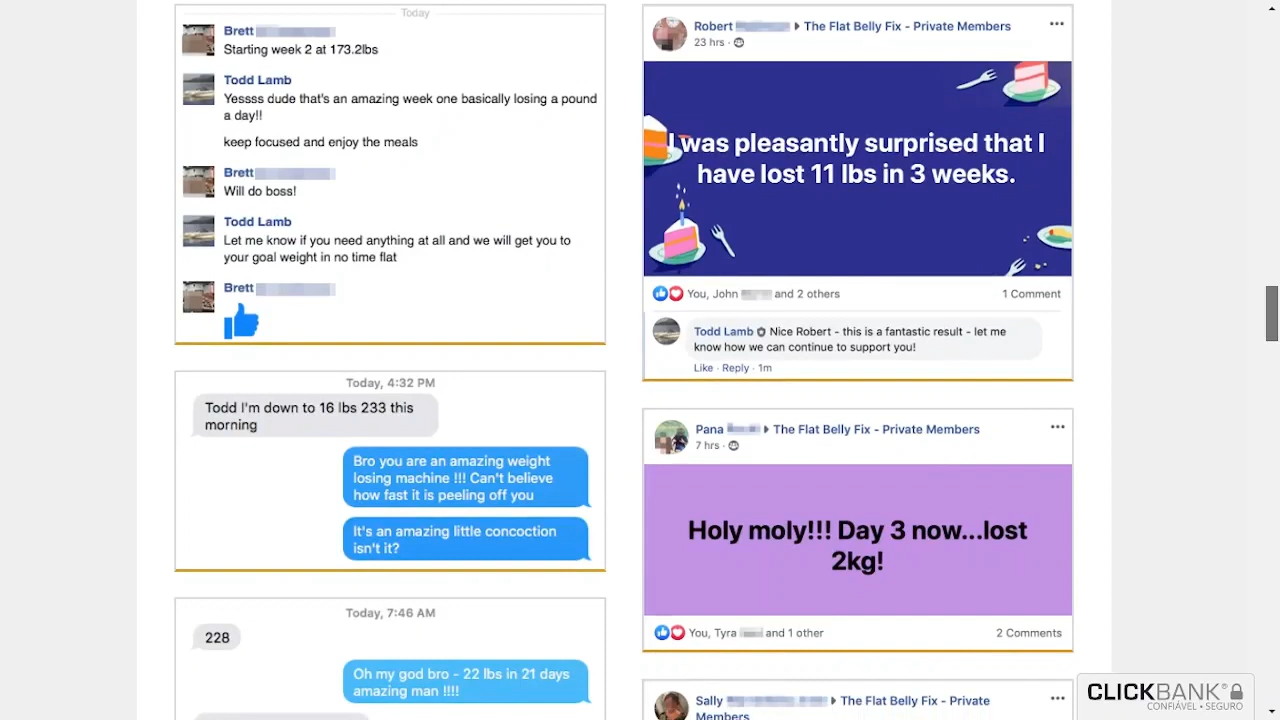 Today
Brett
Starting week 2 at 173.2lbs
Todd Lamb
Yessss dude that's an amazing week one basically losing a pound
a day!!
keep focused and enjoy the meals
Brett
Will do boss!
Todd Lamb
Let me know if you need anything at all and we will get you to
your goal weight in no time flat
Brett
Today, 4:32 PM
Todd I'm down to 16 lbs 233 this
morning
Bro you are an amazing weight
losing machine !!! Can't believe
how fast it is peeling off you
It's an amazing little concoction
isn't it?
Today, 7:46 AM
228
Oh my god bro - 22 lbs in 21 days
amazing man !!!!
Robert The Flat Belly Fix - Private Members
23 hrs ·
I was pleasantly surprised that I
have lost 11 lbs in 3 weeks.
You, John and 2 others 1 Comment
Todd Lamb Nice Robert - this is a fantastic result - let me
know how we can continue to support you!
Like · Reply · 1m
Pana The Flat Belly Fix - Private Members
7 hrs ·
Holy moly!!! Day 3 now...lost
2kg!
You, Tyra and 1 other 2 Comments
Sally The Flat Belly Fix - Private
Members
CLICKBANK®
CONFIÁVEL • SEGURO